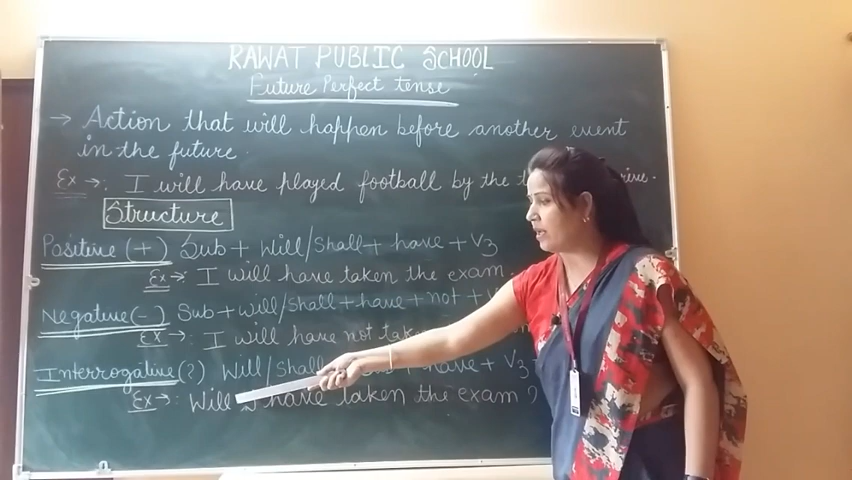 RAWAT PUBLIC SCHOOL
Future Perfect tense
→ Action that will happen before another event
in the future.
Ex →: I will have played football by the
Structure
Positive (+) Sub + Will/Shall + have + V3
Ex →: I will have taken the exam.
Negative (-) Sub + will/shall + have + not +
Ex →: I will have not
Interrogative (?) Will/Shall + have + V3
Ex →: Will I have taken the exam ?